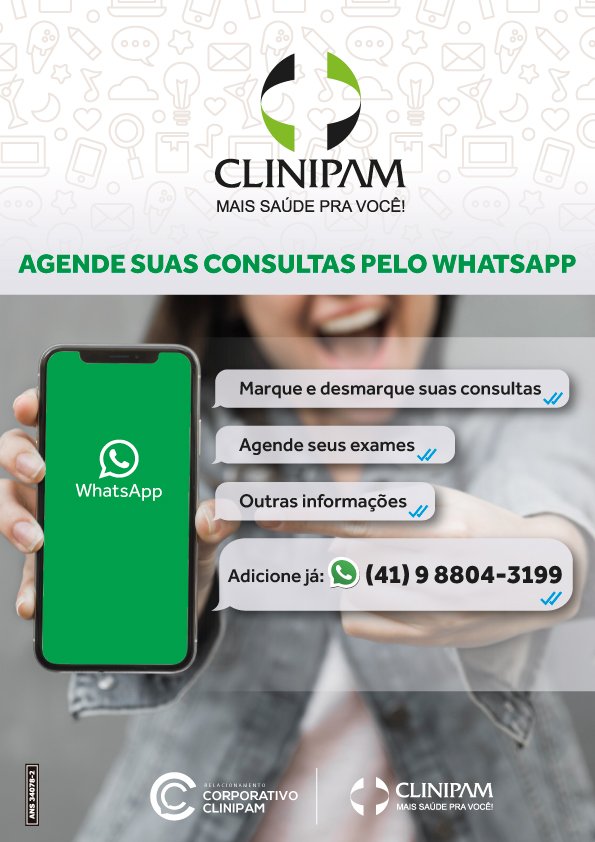 CLINIPAM
MAIS SAÚDE PRA VOCÊ!
AGENDE SUAS CONSULTAS PELO WHATSAPP
Marque e desmarque suas consultas
Agende seus exames
WhatsApp
Outras informações
Adicione já: (41) 9 8804-3199
ANS 34078-2
RELACIONAMENTO
CORPORATIVO
CLINIPAM
CLINIPAM
MAIS SAÚDE PRA VOCÊ!